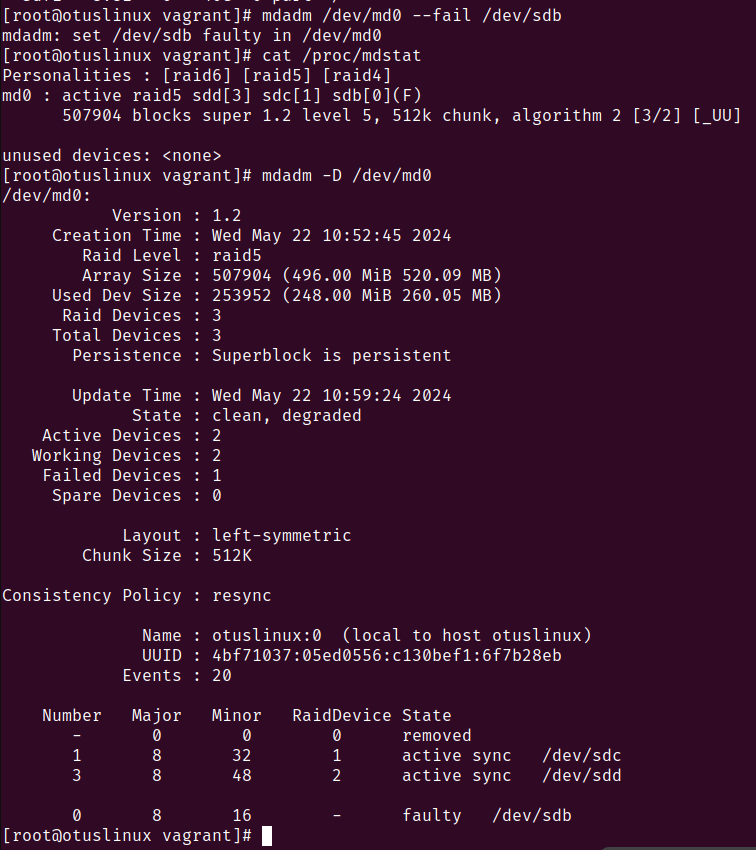 [root@otuslinux vagrant]# mdadm /dev/md0 --fail /dev/sdb
mdadm: set /dev/sdb faulty in /dev/md0
[root@otuslinux vagrant]# cat /proc/mdstat
Personalities : [raid6] [raid5] [raid4]
md0 : active raid5 sdd[3] sdc[1] sdb[0](F)
      507904 blocks super 1.2 level 5, 512k chunk, algorithm 2 [3/2] [_UU]

unused devices: <none>
[root@otuslinux vagrant]# mdadm -D /dev/md0
/dev/md0:
           Version : 1.2
     Creation Time : Wed May 22 10:52:45 2024
        Raid Level : raid5
        Array Size : 507904 (496.00 MiB 520.09 MB)
     Used Dev Size : 253952 (248.00 MiB 260.05 MB)
      Raid Devices : 3
     Total Devices : 3
       Persistence : Superblock is persistent

       Update Time : Wed May 22 10:59:24 2024
             State : clean, degraded
    Active Devices : 2
   Working Devices : 2
    Failed Devices : 1
     Spare Devices : 0

            Layout : left-symmetric
        Chunk Size : 512K

Consistency Policy : resync

              Name : otuslinux:0  (local to host otuslinux)
              UUID : 4bf71037:05ed0556:c130bef1:6f7b28eb
            Events : 20

    Number   Major   Minor   RaidDevice State
       -       0        0        0      removed
       1       8       32        1      active sync   /dev/sdc
       3       8       48        2      active sync   /dev/sdd

       0       8       16        -      faulty   /dev/sdb
[root@otuslinux vagrant]#